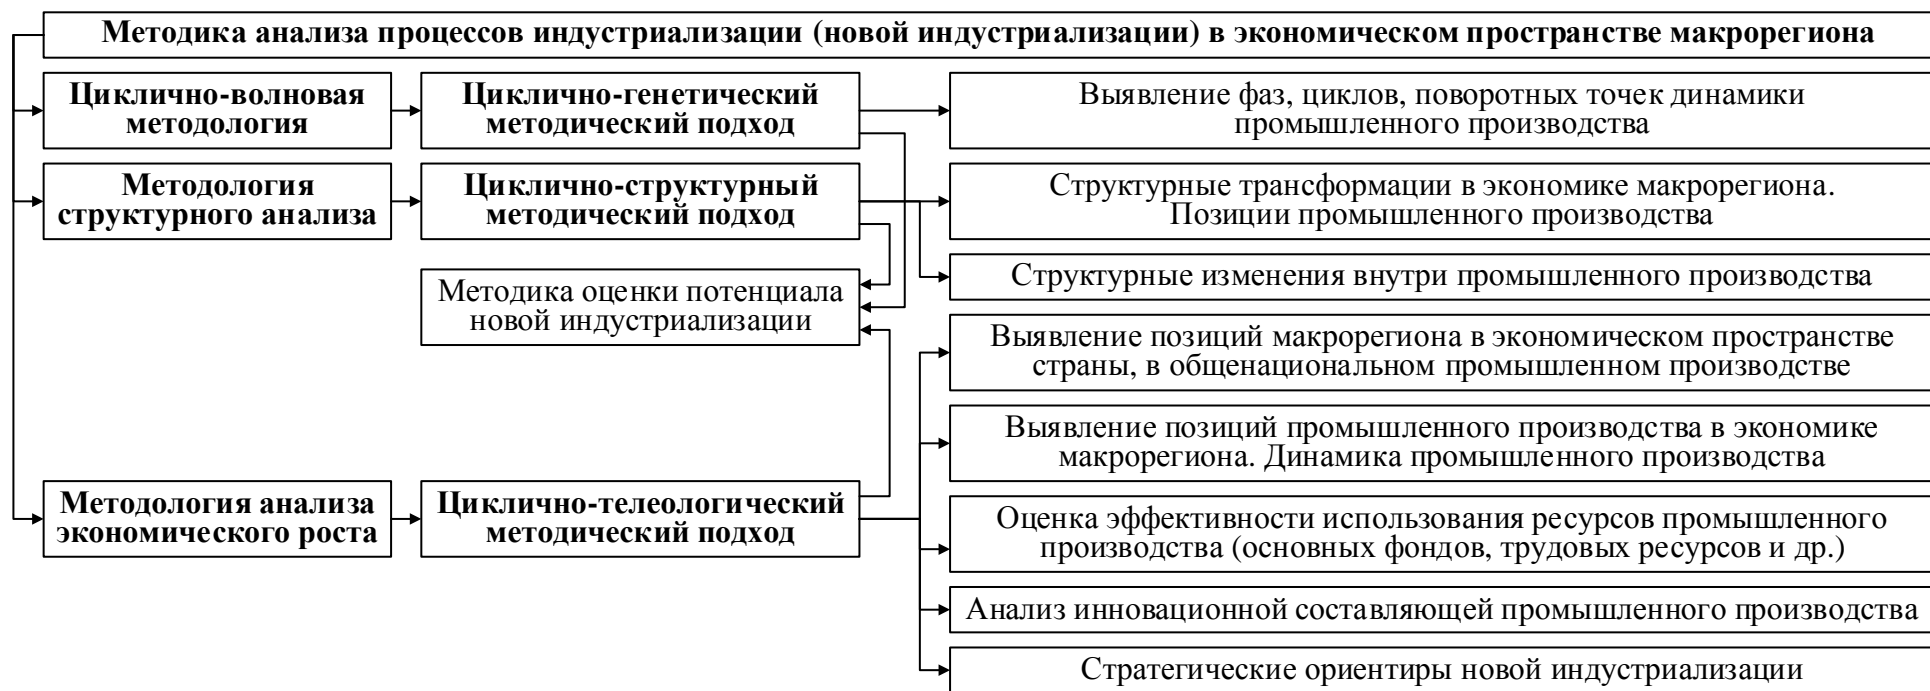 Методика анализа процессов индустриализации (новой индустриализации) в экономическом пространстве макрорегиона
Циклично-волновая
методология
Циклично-генетический
методический подход
Выявление фаз, циклов, поворотных точек динамики
промышленного производства
Методология
структурного анализа
Циклично-структурный
методический подход
Структурные трансформации в экономике макрорегиона.
Позиции промышленного производства
Структурные изменения внутри промышленного производства
Методика оценки потенциала
новой индустриализации
Выявление позиций макрорегиона в экономическом пространстве
страны, в общенациональном промышленном производстве
Выявление позиций промышленного производства в экономике
макрорегиона. Динамика промышленного производства
Методология анализа
экономического роста
Циклично-телеологический
методический подход
Оценка эффективности использования ресурсов промышленного
производства (основных фондов, трудовых ресурсов и др.)
Анализ инновационной составляющей промышленного производства
Стратегические ориентиры новой индустриализации